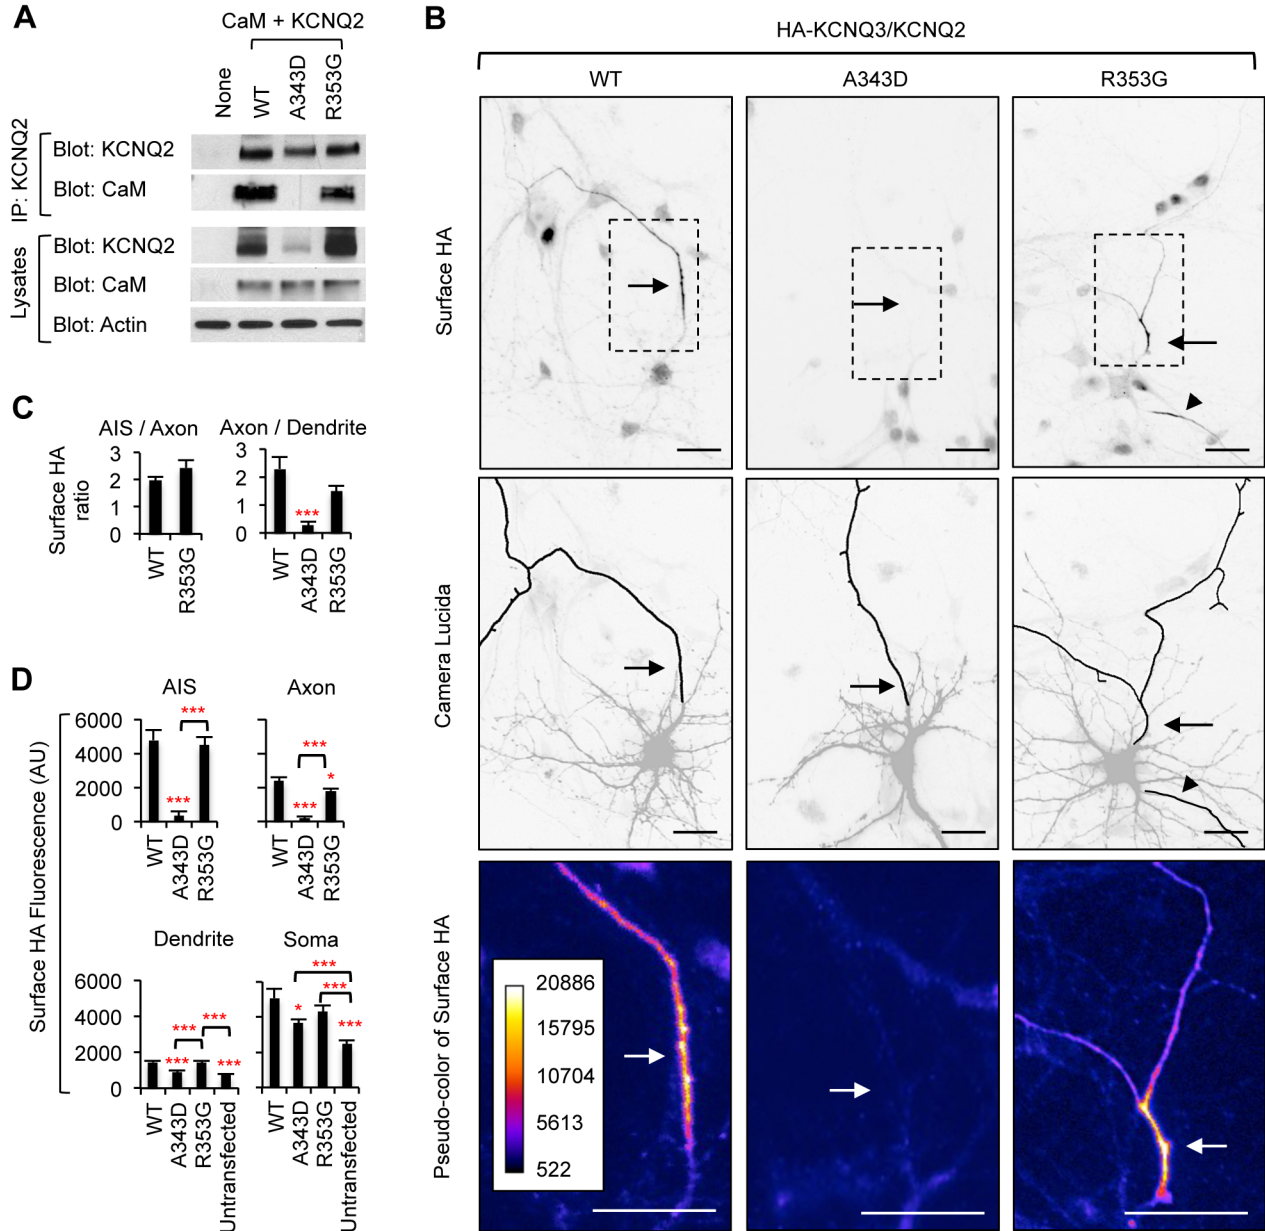 A
CaM + KCNQ2
None
WT
A343D
R353G
IP: KCNQ2
Blot: KCNQ2
Blot: CaM
Lysates
Blot: KCNQ2
Blot: CaM
Blot: Actin
B
HA-KCNQ3/KCNQ2
WT
A343D
R353G
Surface HA
Camera Lucida
Pseudo-color of Surface HA
20886
15795
10704
5613
522
C
AIS / Axon
Axon / Dendrite
Surface HA
ratio
3
2
1
0
WT
R353G
3
2
1
0
***
WT
A343D
R353G
D
Surface HA Fluorescence (AU)
AIS
6000
4000
2000
0
***
***
WT
A343D
R353G
Axon
***
***
*
WT
A343D
R353G
Dendrite
6000
4000
2000
0
***
***
***
***
WT
A343D
R353G
Untransfected
Soma
***
***
*
***
WT
A343D
R353G
Untransfected